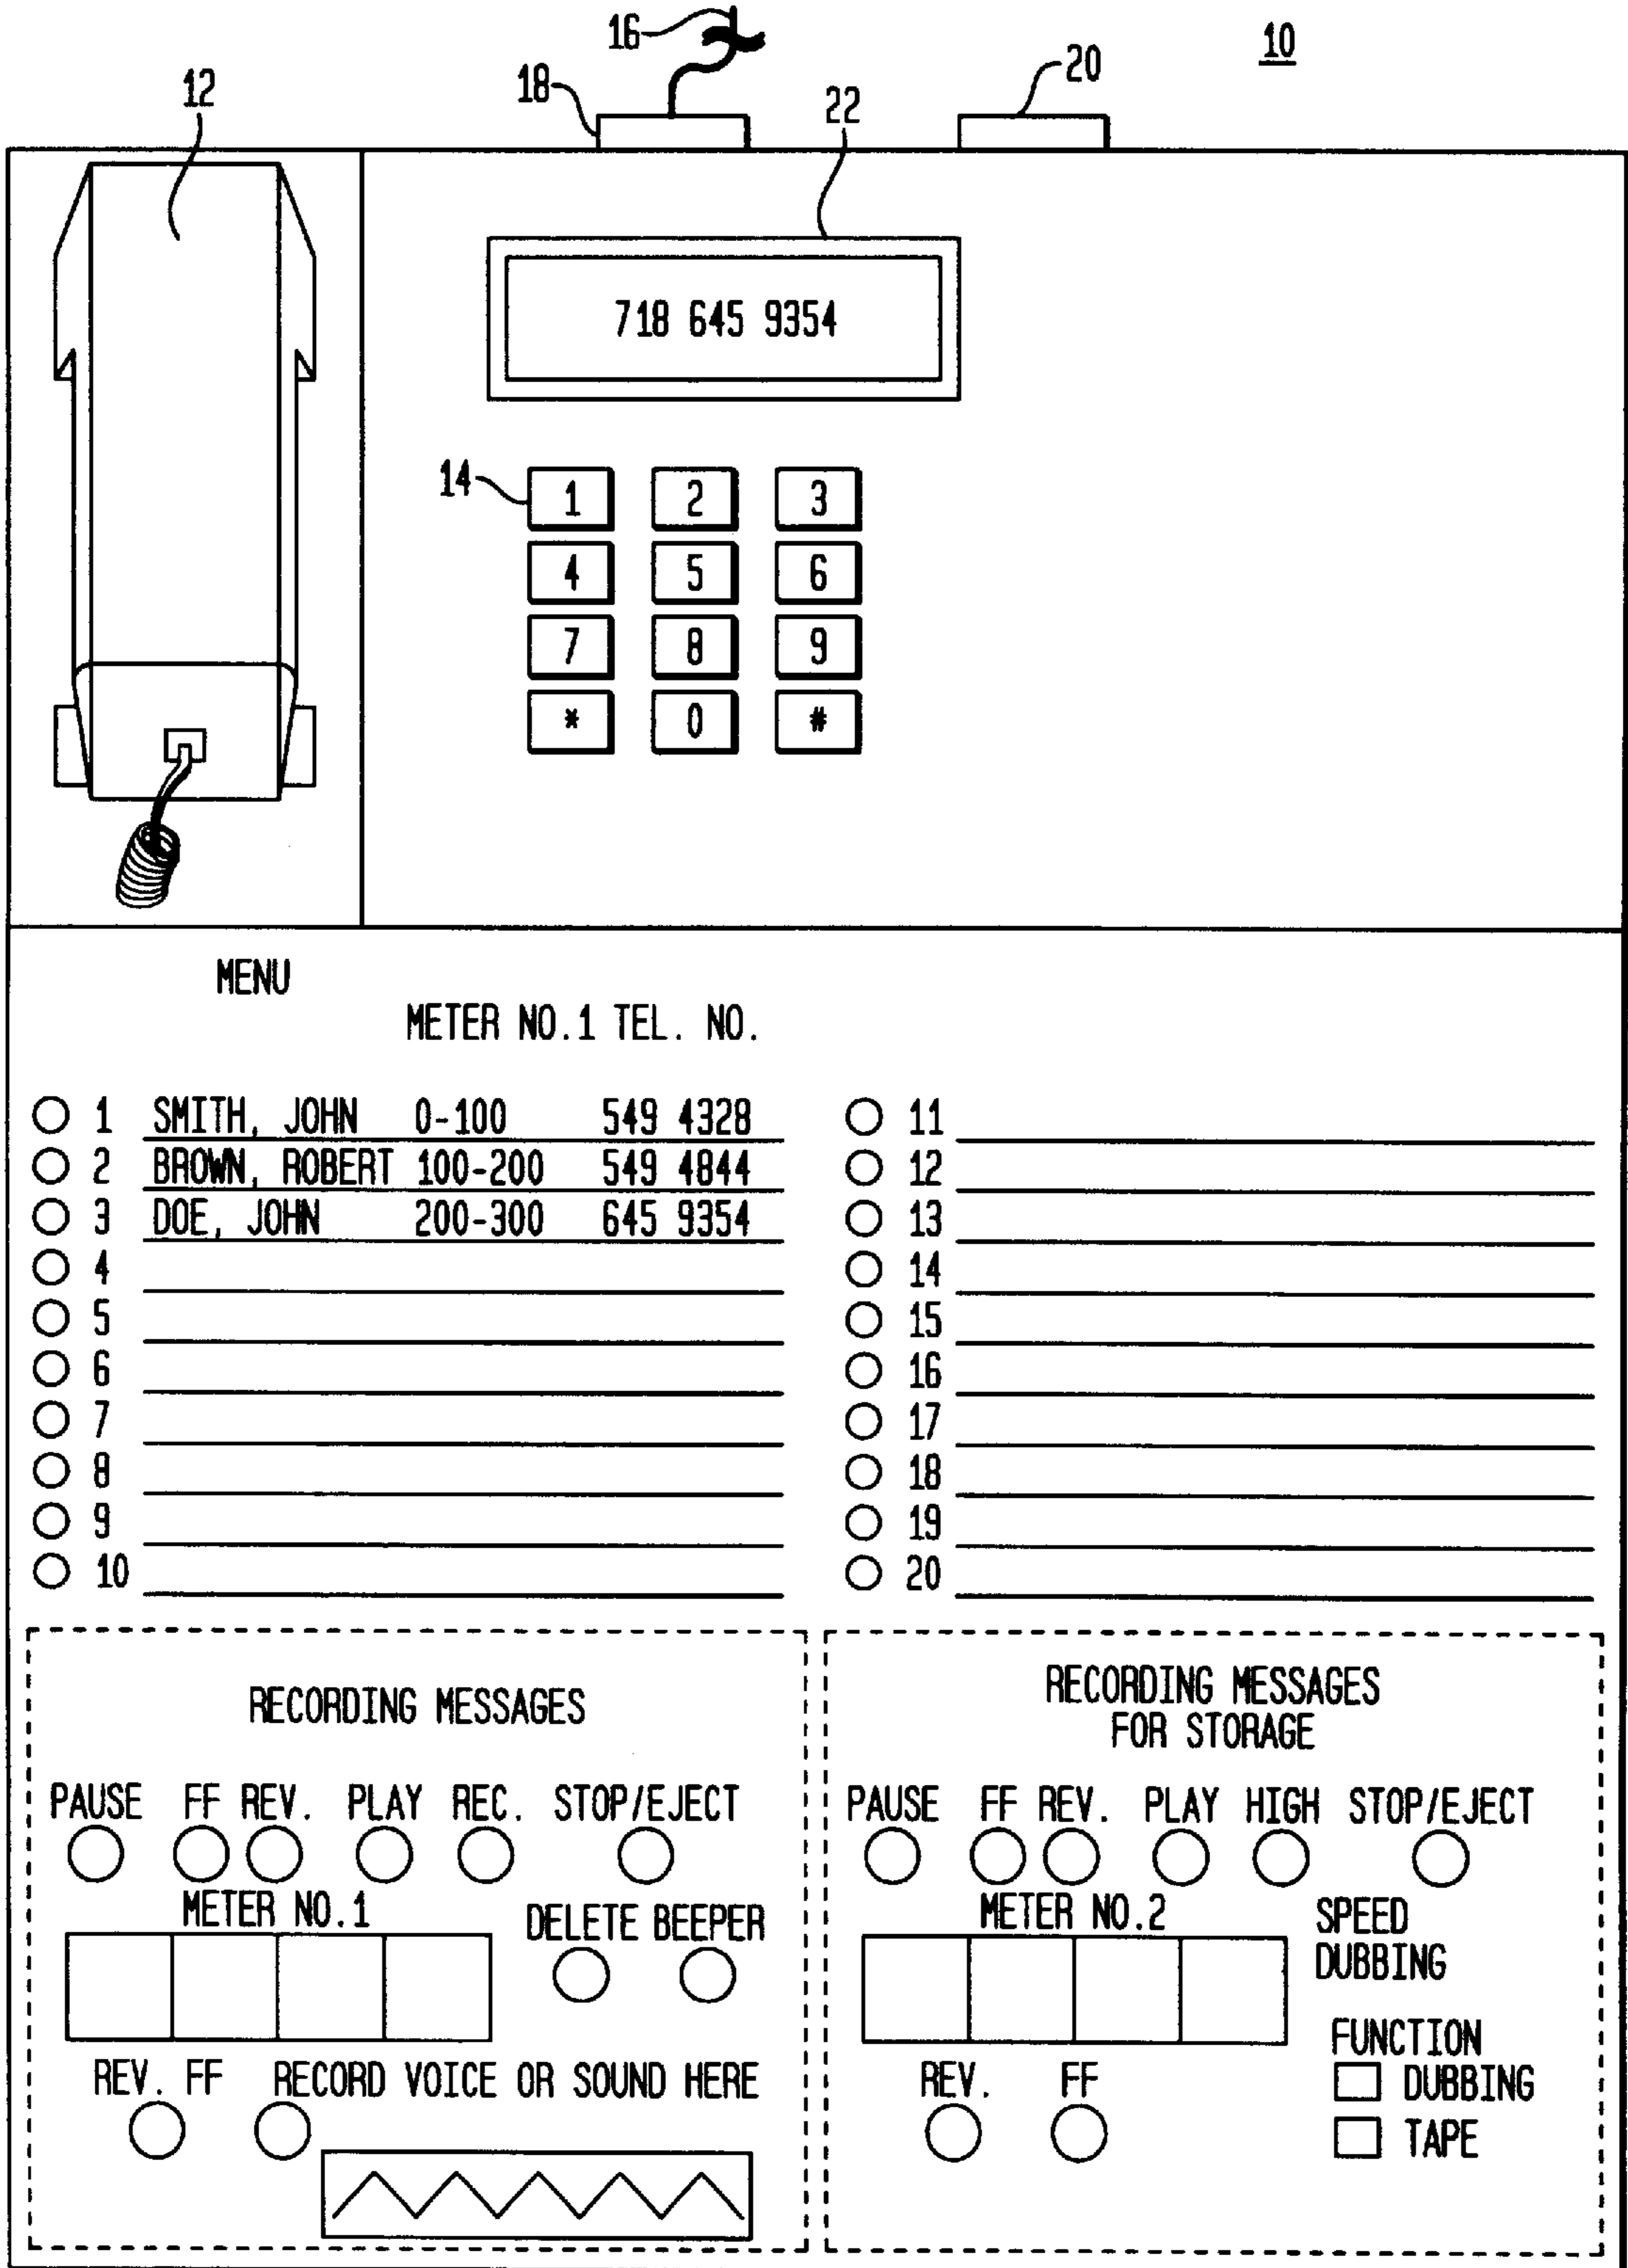 16
10
12
18
20
22
718 645 9354
14
1 2 3
4 5 6
7 8 9
* 0 #
MENU
METER NO.1 TEL. NO.
1 SMITH, JOHN 0-100 549 4328
2 BROWN, ROBERT 100-200 549 4844
3 DOE, JOHN 200-300 645 9354
4
5
6
7
8
9
10
11
12
13
14
15
16
17
18
19
20
RECORDING MESSAGES
PAUSE FF REV. PLAY REC. STOP/EJECT
METER NO.1
DELETE BEEPER
REV. FF RECORD VOICE OR SOUND HERE
RECORDING MESSAGES
FOR STORAGE
PAUSE FF REV. PLAY HIGH STOP/EJECT
METER NO.2
SPEED
DUBBING
FUNCTION
DUBBING
TAPE
REV. FF